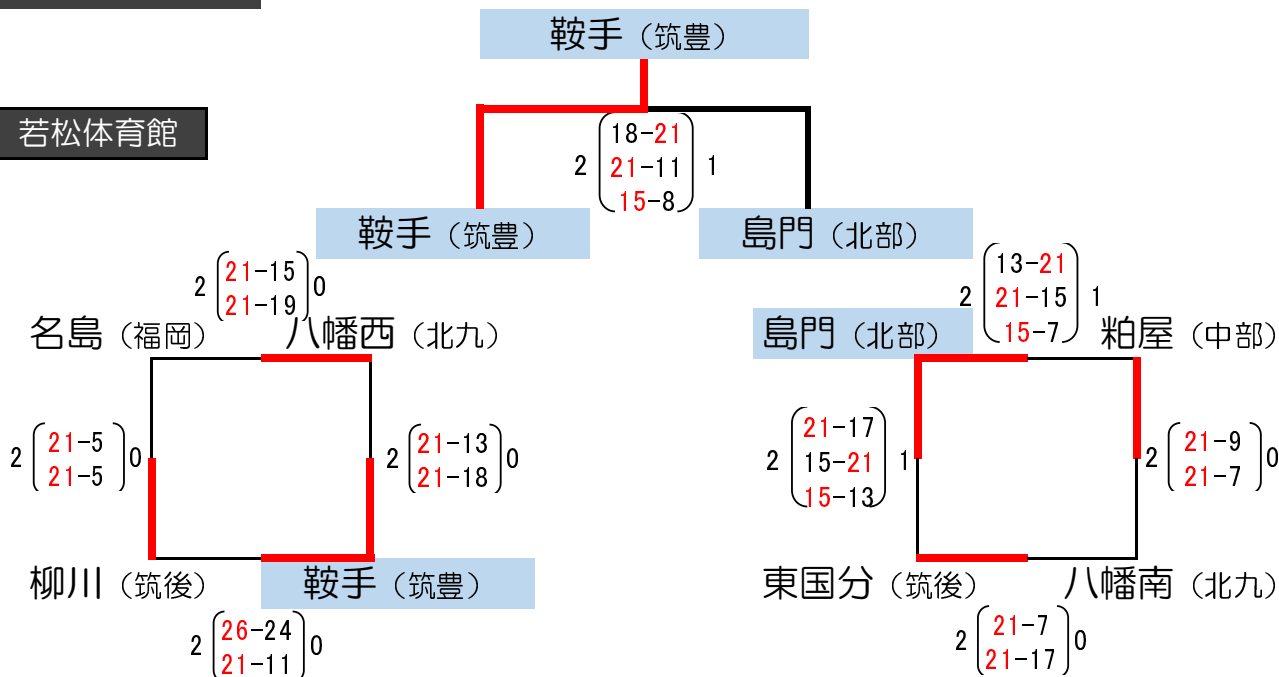 鞍手（筑豊）
若松体育館
18-21
2 21-11 1
15-8
鞍手（筑豊） 島門（北部）
21-15
2 0
21-19
13-21
2 21-15 1
15-7
名島（福岡） 八幡西（北九）
島門（北部） 粕屋（中部）
21-5
2 0
21-5
21-13
2 0
21-18
21-17
2 15-21 1
15-13
21-9
2 0
21-7
柳川（筑後） 鞍手（筑豊）
東国分（筑後） 八幡南（北九）
26-24
2 0
21-11
21-7
2 0
21-17